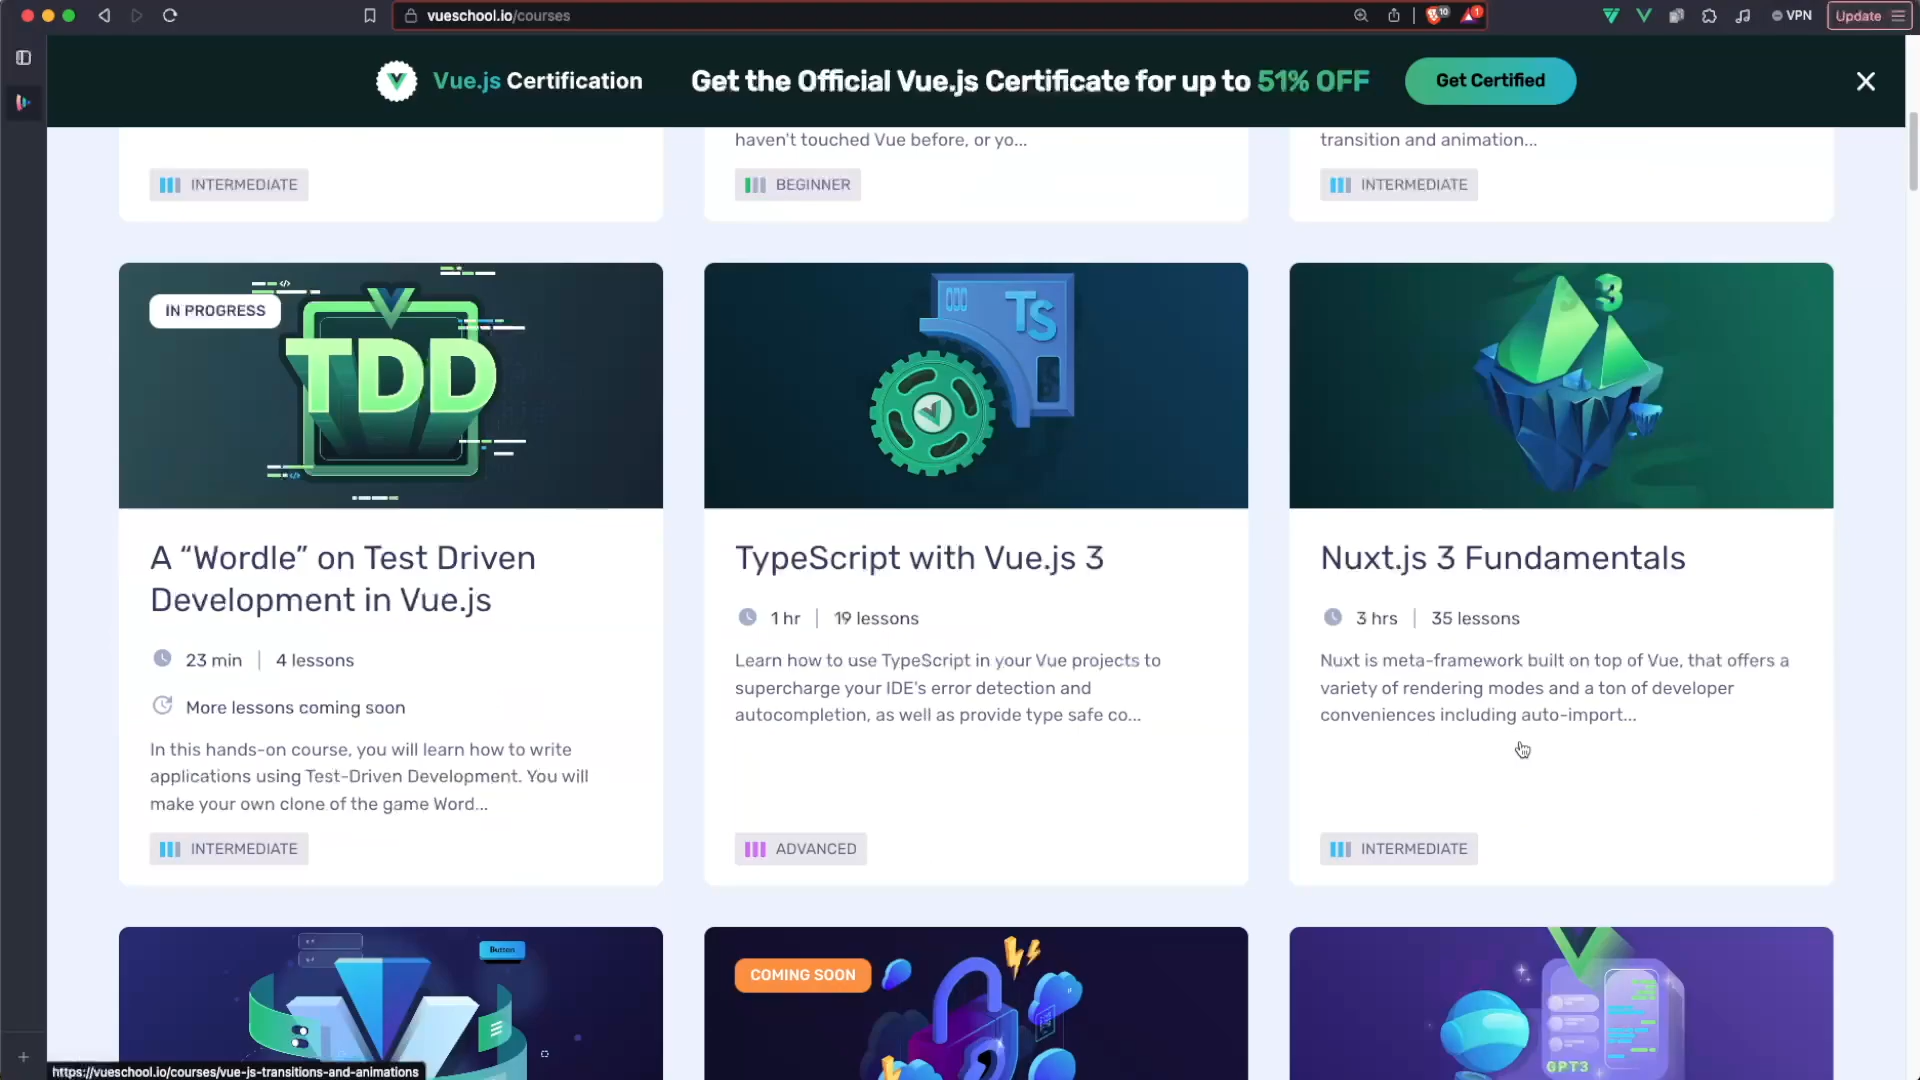 vueschool.io/courses
10
1
VPN
Update
Vue.js Certification
Get the Official Vue.js Certificate for up to 51% OFF
Get Certified
haven't touched Vue before, or yo...
transition and animation...
INTERMEDIATE
BEGINNER
INTERMEDIATE
IN PROGRESS
TDD
TS
3
A “Wordle” on Test Driven
Development in Vue.js
23 min | 4 lessons
More lessons coming soon
In this hands-on course, you will learn how to write
applications using Test-Driven Development. You will
make your own clone of the game Word...
INTERMEDIATE
TypeScript with Vue.js 3
1 hr | 19 lessons
Learn how to use TypeScript in your Vue projects to
supercharge your IDE's error detection and
autocompletion, as well as provide type safe co...
ADVANCED
Nuxt.js 3 Fundamentals
3 hrs | 35 lessons
Nuxt is meta-framework built on top of Vue, that offers a
variety of rendering modes and a ton of developer
conveniences including auto-import...
INTERMEDIATE
Button
COMING SOON
GPT3
https://vueschool.io/courses/vue-js-transitions-and-animations